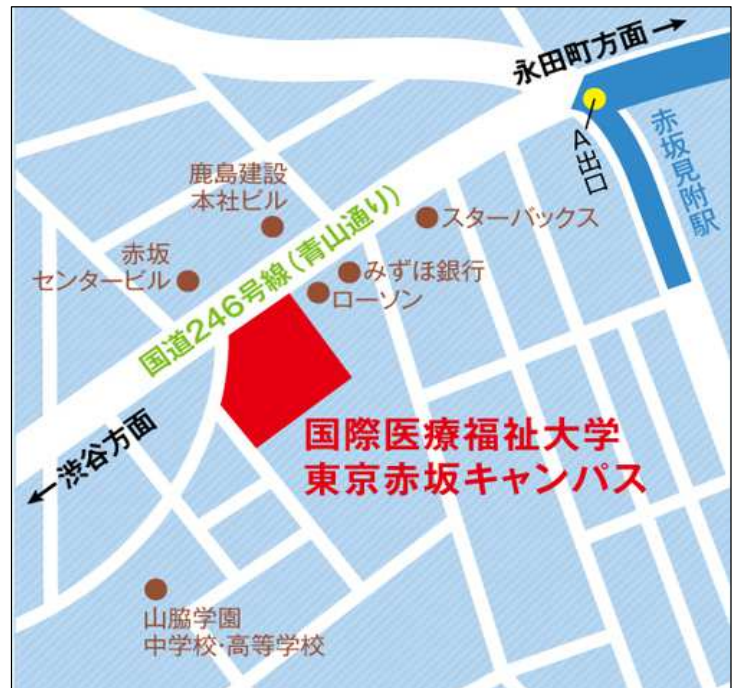 永田町方面→
A出口
赤坂見附駅
鹿島建設
本社ビル
スターバックス
赤坂
センタービル
みずほ銀行
ローソン
国道246号線(青山通り)
←渋谷方面
国際医療福祉大学
東京赤坂キャンパス
山脇学園
中学校・高等学校